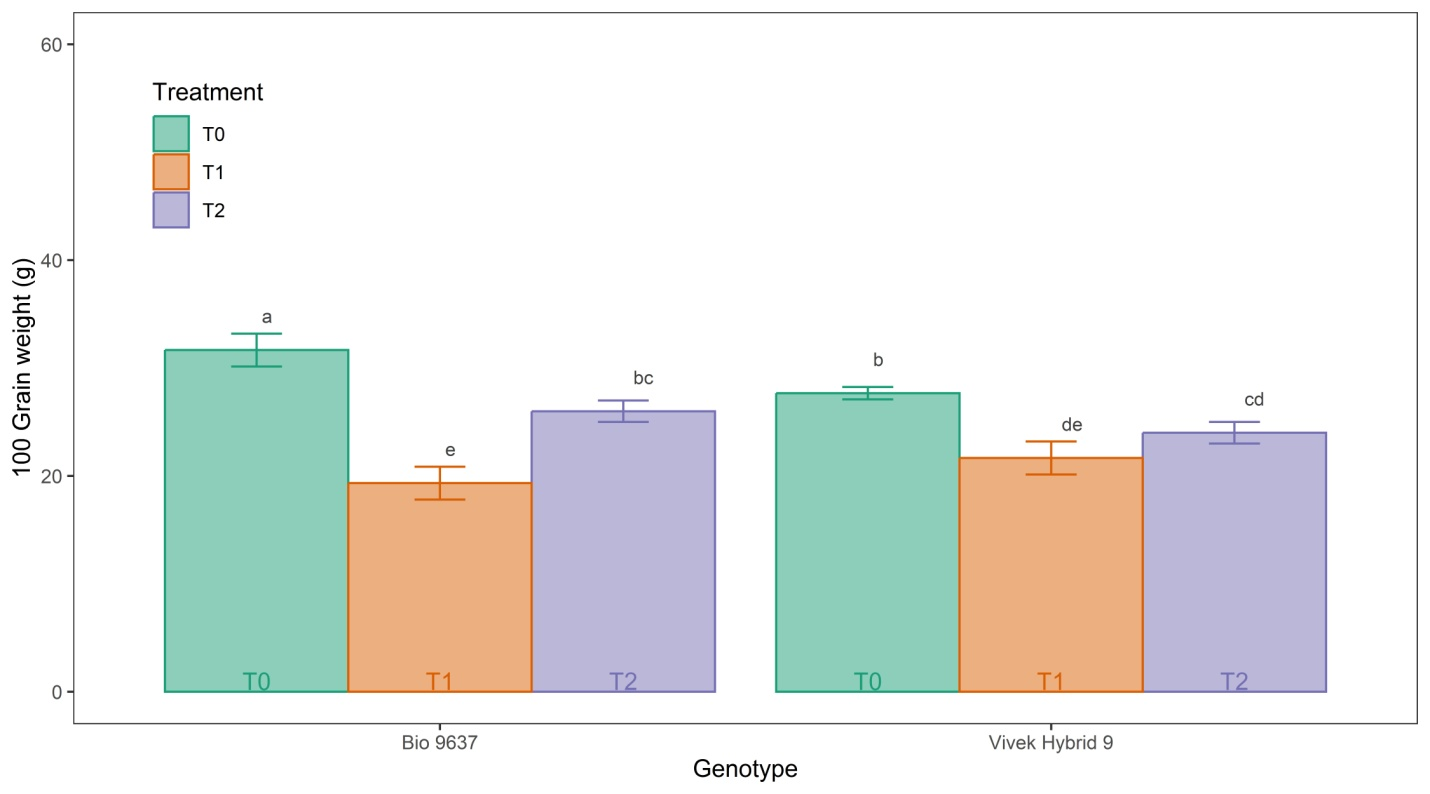 60
40
20
0
100 Grain weight (g)
Treatment
T0
T1
T2
a
e
bc
b
de
cd
T0
T1
T2
T0
T1
T2
Bio 9637
Vivek Hybrid 9
Genotype